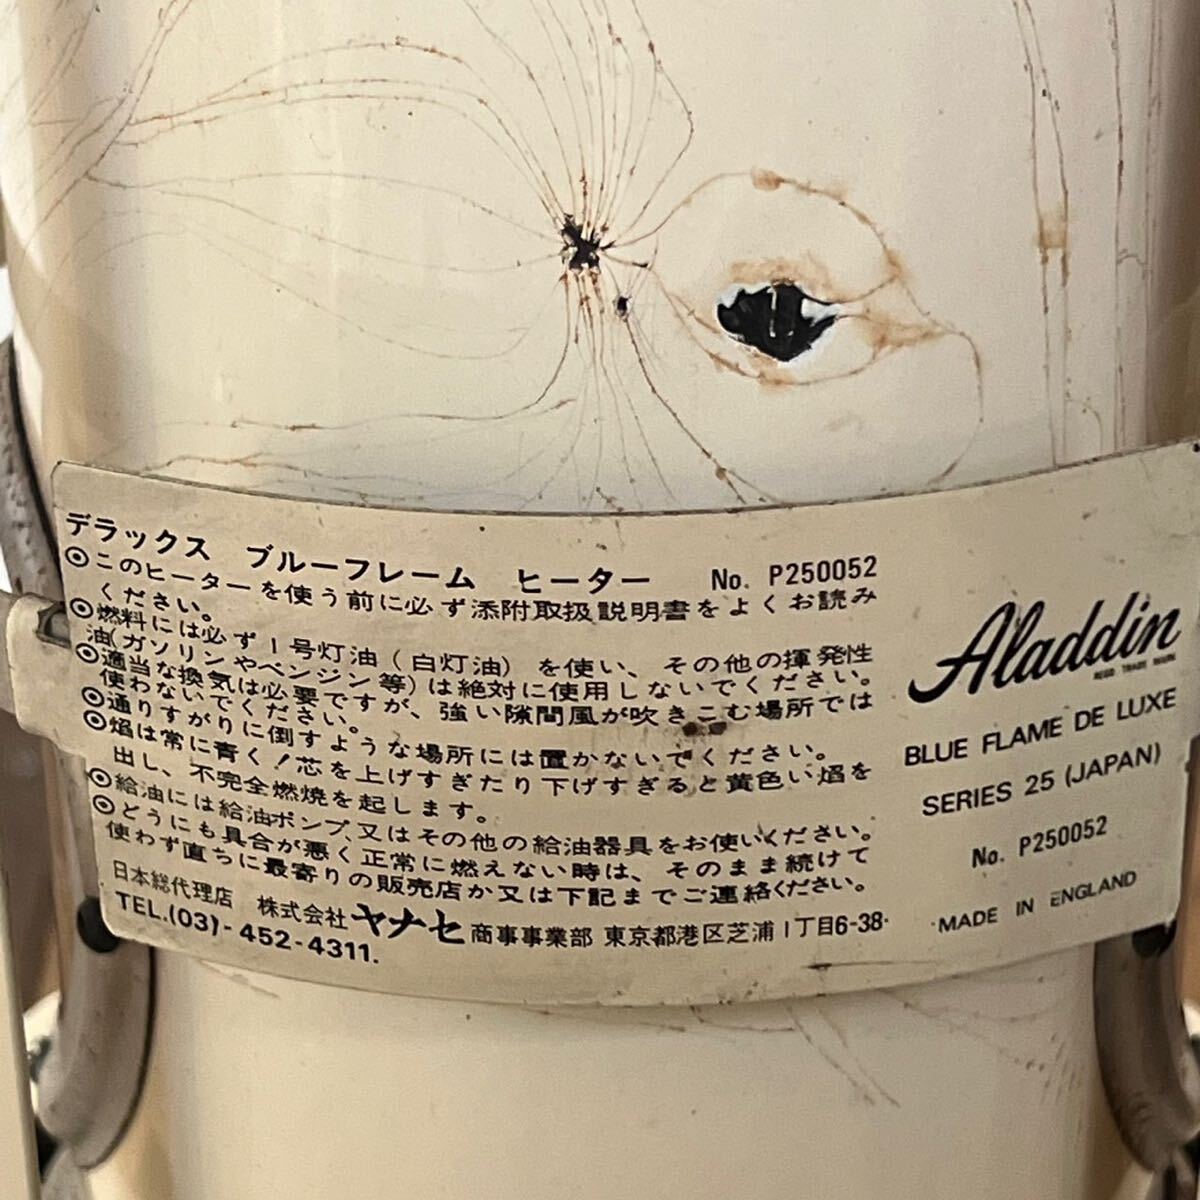 デラックス ブルーフレーム ヒーター No. P250052
◎このヒーターを使う前に必ず添附取扱説明書をよくお読み
ください。
◎燃料には必ず1号灯油(白灯油)を使い、その他の揮発性
油(ガソリンやベンジン等)は絶対に使用しないでください。
◎適当な換気は必要ですが、強い隙間風が吹きこむ場所では
使わないでください。
◎通りすがりに倒すような場所には置かないでください。
◎焰は常に青く!芯を上げすぎたり下げすぎると黄色い焰を
出し、不完全燃焼を起します。
◎給油には給油ポンプ、又はその他の給油器具をお使いください。
◎どうにも具合が悪く正常に燃えない時は、そのまま続けて
使わず直ちに最寄りの販売店か又は下記までご連絡ください。
日本総代理店 株式会社ヤナセ 商事事業部 東京都港区芝浦1丁目6-38
TEL.(03)-452-4311.
Aladdin
REGD TRADE MARK
BLUE FLAME DE LUXE
SERIES 25 (JAPAN)
No. P250052
MADE IN ENGLAND